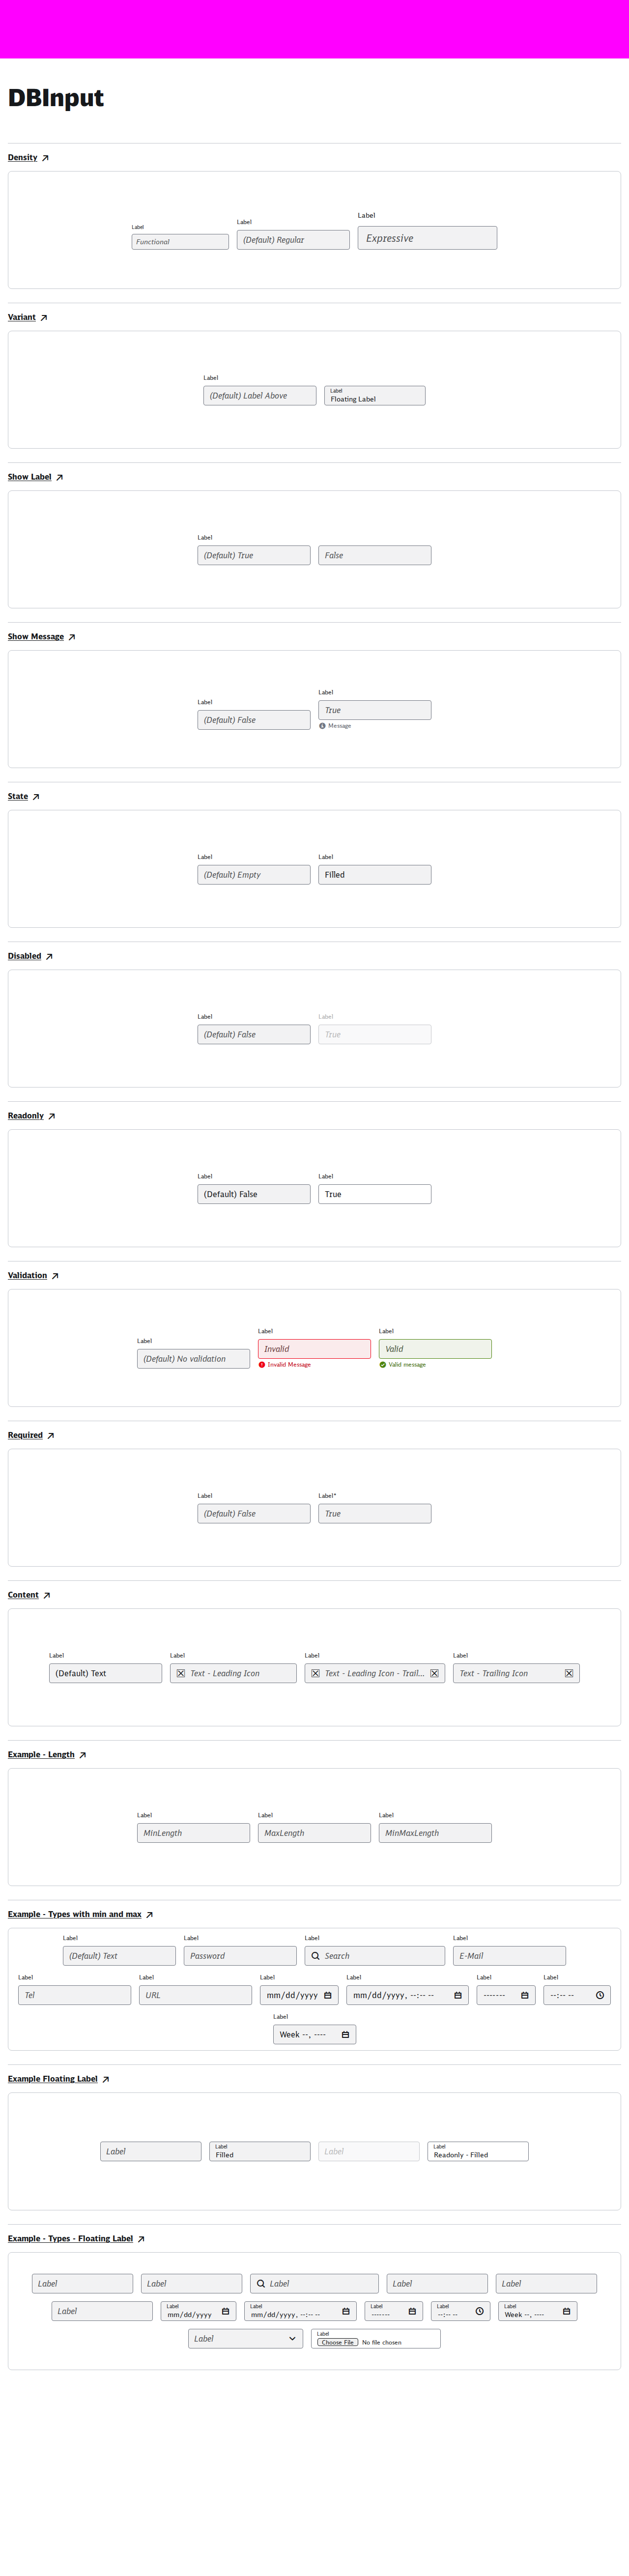 DBInput
Density
Label
Label
Label
Functional
(Default) Regular
Expressive
Variant
Label
(Default) Label Above
Label
Floating Label
Show Label
Label
(Default) True
False
Show Message
Label
Label
(Default) False
True
Message
State
Label
Label
(Default) Empty
Filled
Disabled
Label
Label
(Default) False
True
Readonly
Label
Label
(Default) False
True
Validation
Label
Label
Label
(Default) No validation
Invalid
Valid
Invalid Message
Valid message
Required
Label
Label*
(Default) False
True
Content
Label
Label
Label
Label
(Default) Text
Text - Leading Icon
Text - Leading Icon - Trail...
Text - Trailing Icon
Example - Length
Label
Label
Label
MinLength
MaxLength
MinMaxLength
Example - Types with min and max
Label
Label
Label
Label
(Default) Text
Password
Search
E-Mail
Label
Label
Label
Label
Label
Label
Tel
URL
mm/dd/yyyy
mm/dd/yyyy, --:-- --
-------
--:-- --
Label
Week --, ----
Example Floating Label
Label
Label
Filled
Label
Label
Readonly - Filled
Example - Types - Floating Label
Label
Label
Label
Label
Label
Label
Label
mm/dd/yyyy
Label
mm/dd/yyyy, --:-- --
Label
-------
Label
--:-- --
Label
Week --, ----
Label
Label
Choose File No file chosen